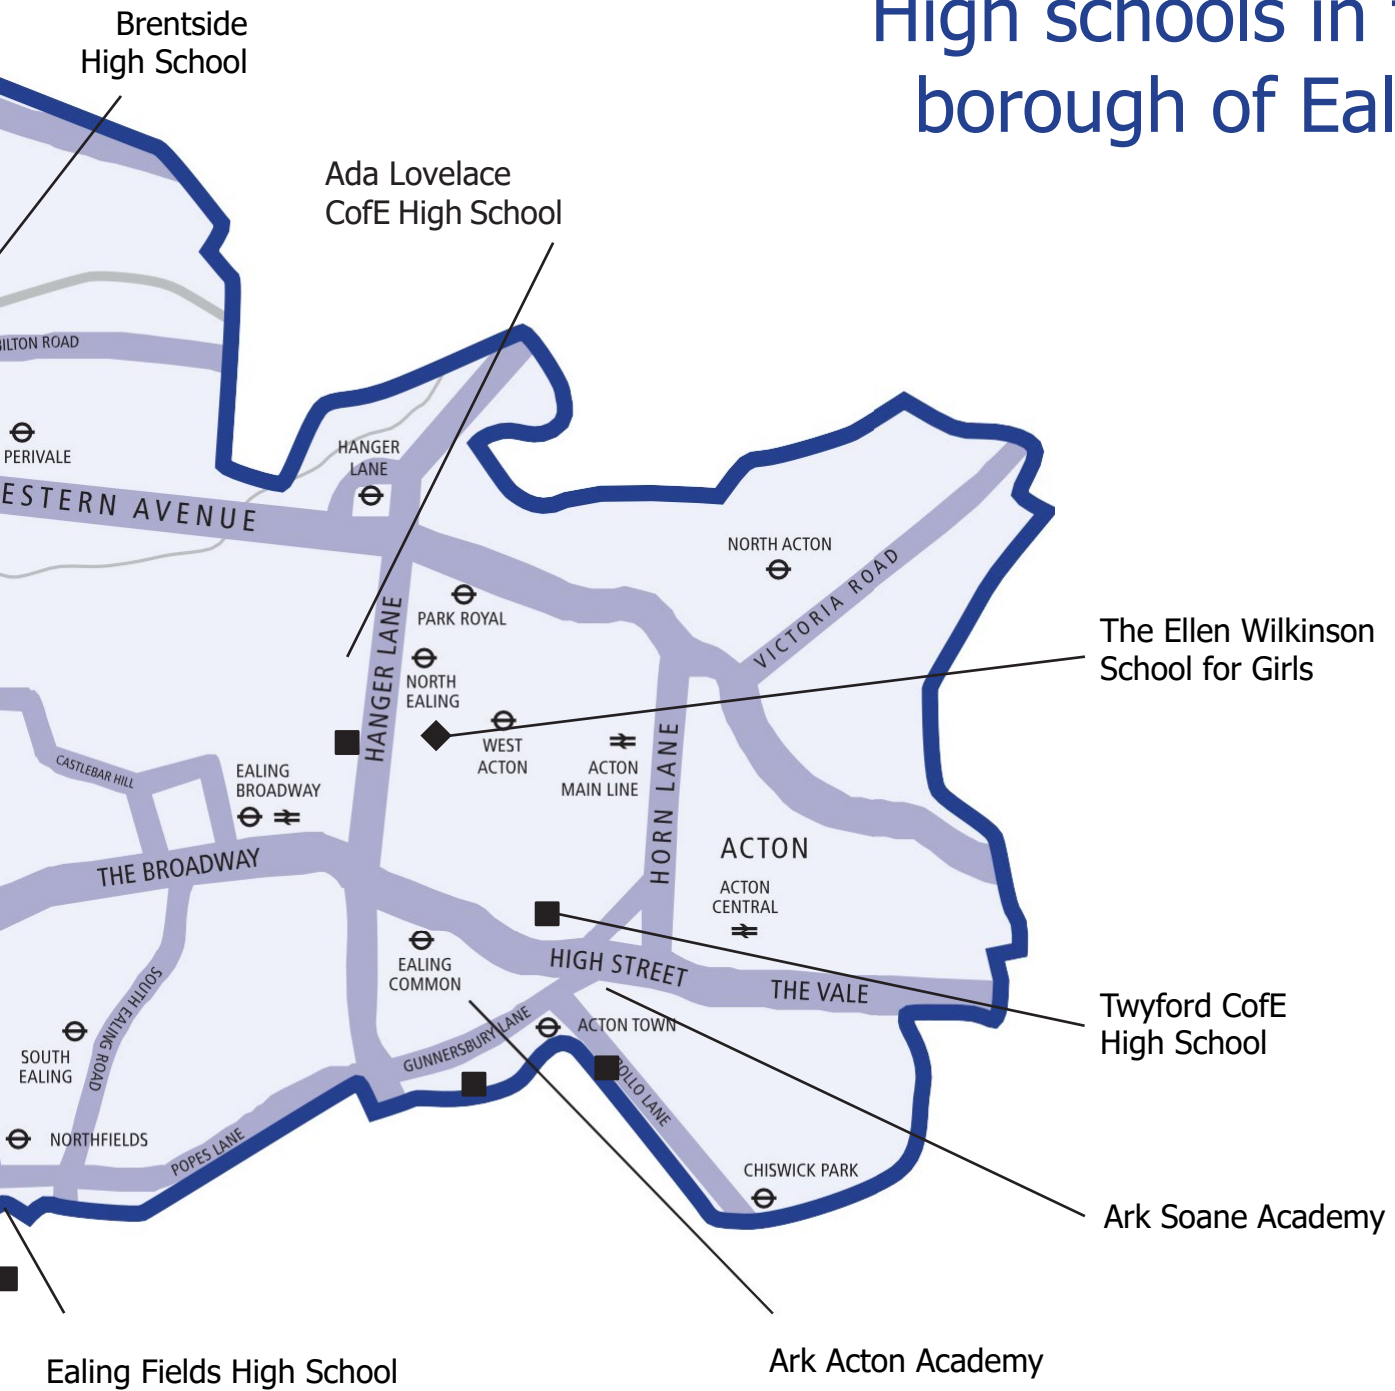 High schools in
borough of
Brentside
High School
Ada Lovelace
CofE High School
BILTON ROAD
PERIVALE
HANGER
LANE
ESTERN AVENUE
NORTH ACTON
VICTORIA ROAD
PARK ROYAL
HANGER LANE
NORTH
EALING
The Ellen Wilkinson
School for Girls
WEST
ACTON
ACTON
MAIN LINE
HORN LANE
CASTLEBAR HILL
EALING
BROADWAY
THE BROADWAY
ACTON
ACTON
CENTRAL
EALING
COMMON
HIGH STREET
THE VALE
SOUTH EALING ROAD
SOUTH
EALING
GUNNERSBURY LANE
ACTON TOWN
Twyford CofE
High School
BOLLO LANE
NORTHFIELDS
POPES LANE
CHISWICK PARK
Ark Soane Academy
Ark Acton Academy
Ealing Fields High School